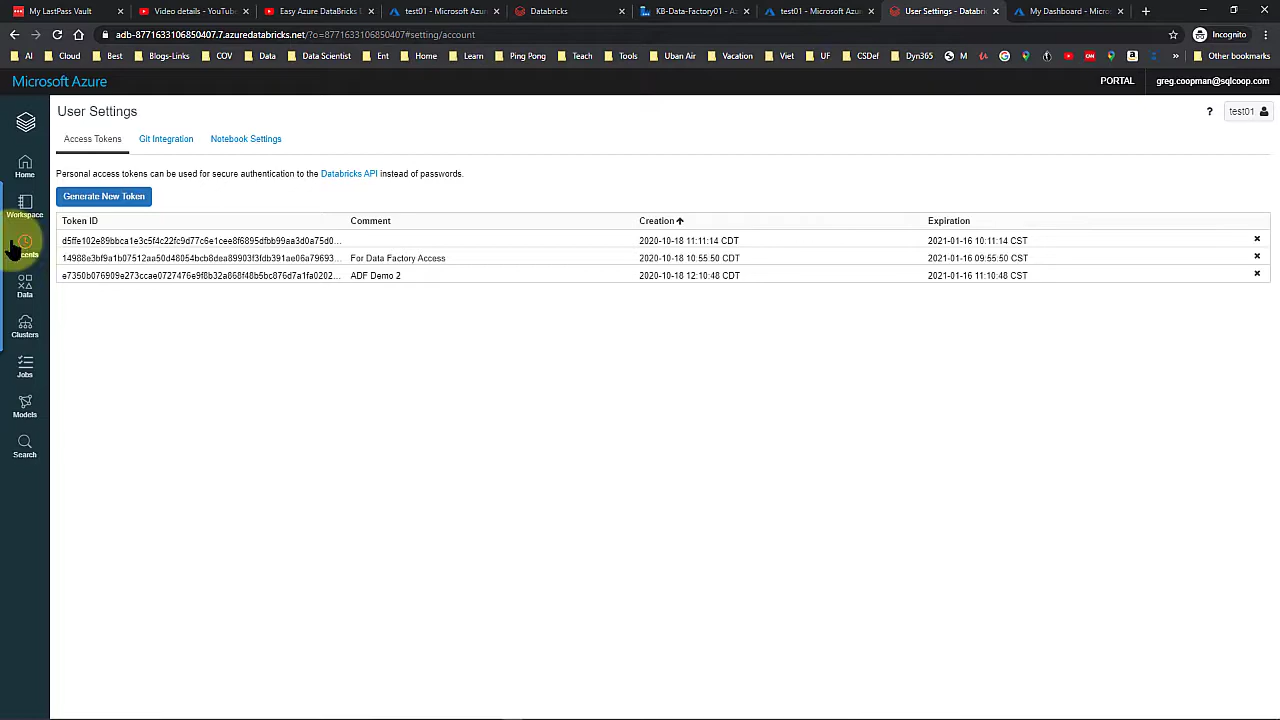 My LastPass Vault
Video details - YouTube
Easy Azure DataBricks E
test01 - Microsoft Azure
Databricks
KB-Data-Factory01 - Az
test01 - Microsoft Azure
User Settings - Databri
My Dashboard - Micros
adb-8771633106850407.7.azuredatabricks.net/?o=8771633106850407#setting/account
Incognito
AI
Cloud
Best
Blogs-Links
COV
Data
Data Scientist
Ent
Home
Learn
Ping Pong
Teach
Tools
Uban Air
Vacation
Viet
UF
CSDef
Dyn365
M
Other bookmarks
Microsoft Azure
PORTAL
greg.coopman@sqlcoop.com
User Settings
?
test01
Access Tokens
Git Integration
Notebook Settings
Personal access tokens can be used for secure authentication to the Databricks API instead of passwords.
Generate New Token
Token ID Comment Creation Expiration
d5ffe102e89bbca1e3c5f4c22fc9d77c6e1cee8f6895dfbb99aa3d0a75d0... 2020-10-18 11:11:14 CDT 2021-01-16 10:11:14 CST
14988e3bf9a1b07512aa50d48054bcb8dea89903f3fdb391ae06a79693... For Data Factory Access 2020-10-18 10:55:50 CDT 2021-01-16 09:55:50 CST
e7350b076909e273ccae0727476e9f8b32a868f48b5bc876d7a1fa0202... ADF Demo 2 2020-10-18 12:10:48 CDT 2021-01-16 11:10:48 CST
Home
Workspace
Data
Clusters
Jobs
Models
Search